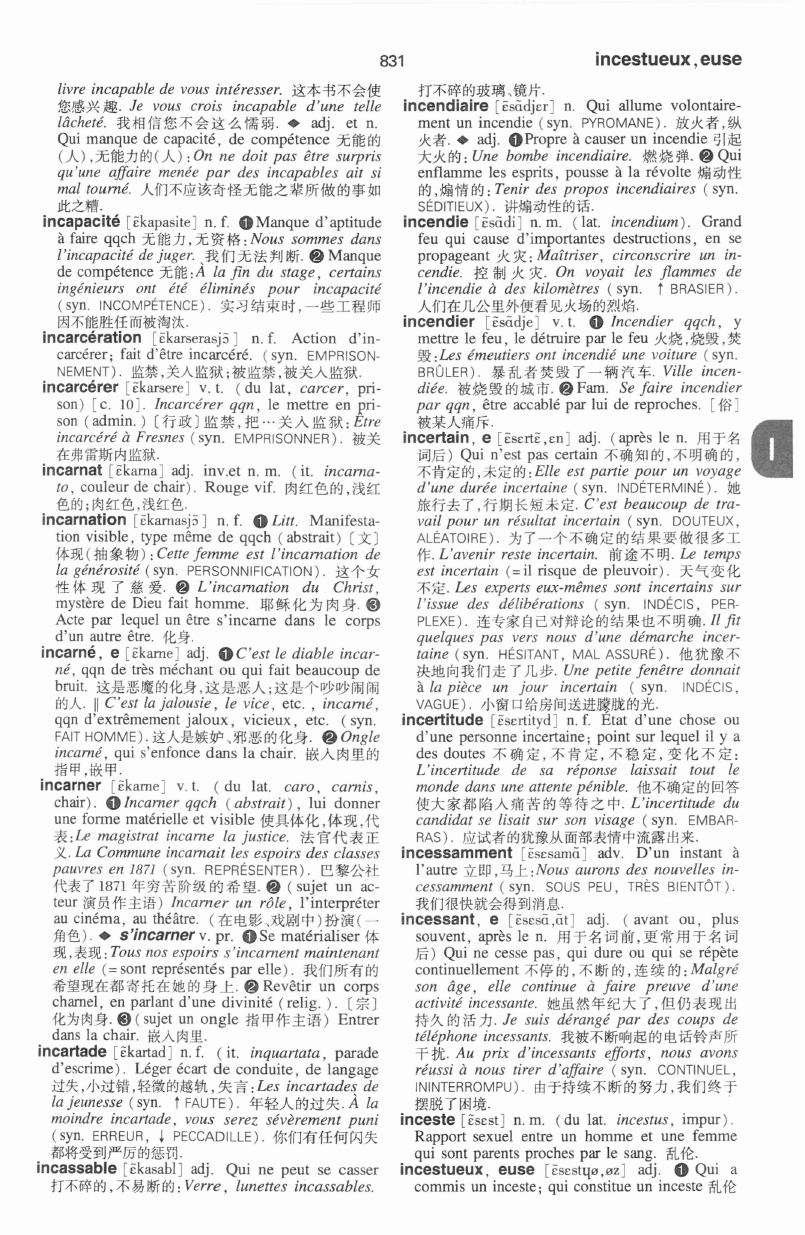 831
incestueux, euse
livre incapable de vous intéresser. 这本书不会使
您感兴趣. Je vous crois incapable d'une telle
lâcheté. 我相信您不会这么懦弱. ◆ adj. et n.
Qui manque de capacité, de compétence 无能的
(人),无能力的(人):On ne doit pas être surpris
qu'une affaire menée par des incapables ait si
mal tourné. 人们不应该奇怪无能之辈所做的事如
此之糟.
incapacité [ɛ̃kapasite] n. f. ❶Manque d'aptitude
à faire qqch 无能力,无资格:Nous sommes dans
l'incapacité de juger. 我们无法判断. ❷Manque
de compétence 无能:À la fin du stage, certains
ingénieurs ont été éliminés pour incapacité
(syn. INCOMPÉTENCE). 实习结束时,一些工程师
因不能胜任而被淘汰.
incarcération [ɛ̃karserasjɔ̃] n. f. Action d'in-
carcérer; fait d'être incarcéré. (syn. EMPRISON-
NEMENT). 监禁,关人监狱;被监禁,被关入监狱.
incarcérer [ɛ̃karsere] v. t. (du lat, carcer, pri-
son) [c. 10]. Incarcérer qqn, le mettre en pri-
son (admin.) 〔行政〕监禁,把…关人监狱:Être
incarcéré à Fresnes (syn. EMPRISONNER). 被关
在弗雷斯内监狱.
incarnat [ɛ̃karna] adj. inv.et n. m. (it. incarna-
to, couleur de chair). Rouge vif. 肉红色的,浅红
色的;肉红色,浅红色.
incarnation [ɛ̃karnasjɔ̃] n. f. ❶Litt. Manifesta-
tion visible, type même de qqch (abstrait) 〔文〕
体现(抽象物):Cette femme est l'incarnation de
la générosité (syn. PERSONNIFICATION). 这个女
性体现了慈爱. ❷ L'incarnation du Christ,
mystère de Dieu fait homme. 耶稣化为肉身. ❸
Acte par lequel un être s'incarne dans le corps
d'un autre être. 化身.
incarné, e [ɛ̃karne] adj. ❶C'est le diable incar-
né, qqn de très méchant ou qui fait beaucoup de
bruit. 这是恶魔的化身,这是恶人;这是个吵吵闹闹
的人. ‖ C'est la jalousie, le vice, etc., incarné,
qqn d'extrêmement jaloux, vicieux, etc. (syn.
FAIT HOMME).这人是嫉妒、邪恶的化身. ❷Ongle
incarné, qui s'enfonce dans la chair. 嵌人肉里的
指甲,嵌甲.
incarner [ɛ̃karne] v. t. (du lat. caro, carnis,
chair). ❶Incarner qqch (abstrait), lui donner
une forme matérielle et visible 使具体化,体现,代
表:Le magistrat incarne la justice. 法官代表正
义. La Commune incarnait les espoirs des classes
pauvres en 1871 (syn. REPRÉSENTER). 巴黎公社
代表了1871年穷苦阶级的希望. ❷(sujet un ac-
teur 演员作主语) Incarner un rôle, l'interpréter
au cinéma, au théâtre. (在电影、戏剧中)扮演(一
角色). ◆ s'incarner v. pr. ❶Se matérialiser 体
现,表现:Tous nos espoirs s'incarnent maintenant
en elle (= sont représentés par elle). 我们所有的
希望现在都寄托在她的身上. ❷Revêtir un corps
charnel, en parlant d'une divinité (relig.). 〔宗〕
化为肉身. ❸(sujet un ongle 指甲作主语) Entrer
dans la chair. 嵌入肉里.
incartade [ɛ̃kartad] n. f. (it. inquartata, parade
d'escrime). Léger écart de conduite, de langage
过失,小过错,轻微的越轨,失言:Les incartades de
la jeunesse (syn. ↑FAUTE). 年轻人的过失. À la
moindre incartade, vous serez sévèrement puni
(syn. ERREUR, ↓ PECCADILLE). 你们有任何闪失
都将受到严厉的惩罚.
incassable [ɛ̃kasabl] adj. Qui ne peut se casser
打不碎的,不易断的:Verre, lunettes incassables.
打不碎的玻璃、镜片.
incendiaire [ɛ̃sɑ̃djɛr] n. Qui allume volontaire-
ment un incendie (syn. PYROMANE). 放火者,纵
火者. ◆ adj. ❶Propre à causer un incendie 引起
大火的:Une bombe incendiaire. 燃烧弹. ❷Qui
enflamme les esprits, pousse à la révolte 煽动性
的,煽情的:Tenir des propos incendiaires (syn.
SÉDITIEUX). 讲煽动性的话.
incendie [ɛ̃sɑ̃di] n. m. (lat. incendium). Grand
feu qui cause d'importantes destructions, en se
propageant 火灾:Maîtriser, circonscrire un in-
cendie. 控制火灾. On voyait les flammes de
l'incendie à des kilomètres (syn. ↑BRASIER).
人们在几公里外便看见火场的烈焰.
incendier [ɛ̃sɑ̃dje] v. t. ❶ Incendier qqch, y
mettre le feu, le détruire par le feu 火烧,烧毁,焚
毁:Les émeutiers ont incendié une voiture (syn.
BRÛLER). 暴乱者焚毁了一辆汽车. Ville incen-
diée. 被烧毁的城市.❷Fam. Se faire incendier
par qqn, être accablé par lui de reproches. [俗]
被某人痛斥.
incertain, e [ɛ̃sertɛ̃,ɛn] adj. (après le n. 用于名
词后) Qui n'est pas certain 不确知的,不明确的,
不肯定的,未定的:Elle est partie pour un voyage
d'une durée incertaine (syn. INDÉTERMINÉ). 她
旅行去了,行期长短未定. C'est beaucoup de tra-
vail pour un résultat incertain (syn. DOUTEUX,
ALÉATOIRE). 为了一个不确定的结果要做很多工
作. L'avenir reste incertain. 前途不明. Le temps
est incertain (= il risque de pleuvoir). 天气变化
不定. Les experts eux-mêmes sont incertains sur
l'issue des délibérations (syn. INDÉCIS, PER-
PLEXE). 连专家自己对辩论的结果也不明确. Il fit
quelques pas vers nous d'une démarche incer-
taine (syn. HÉSITANT, MAL ASSURÉ). 他犹豫不
决地向我们走了几步. Une petite fenêtre donnait
à la pièce un jour incertain (syn. INDÉCIS,
VAGUE). 小窗口给房间送进朦胧的光.
incertitude [ɛ̃sertityd] n. f. État d'une chose ou
d'une personne incertaine; point sur lequel il y a
des doutes 不确定,不肯定,不稳定,变化不定:
L'incertitude de sa réponse laissait tout le
monde dans une attente pénible. 他不确定的回答
使大家都陷人痛苦的等待之中. L'incertitude du
candidat se lisait sur son visage (syn. EMBAR-
RAS). 应试者的犹豫从面部表情中流露出来.
incessamment [ɛ̃sɛsamɑ̃] adv. D'un instant à
l'autre 立即,马上:Nous aurons des nouvelles in-
cessamment (syn. SOUS PEU, TRÈS BIENTÔT).
我们很快就会得到消息.
incessant, e [ɛ̃sesɑ̃,ɑ̃t] adj. (avant ou, plus
souvent, après le n. 用于名词前,更常用于名词
后) Qui ne cesse pas, qui dure ou qui se répète
continuellement 不停的,不断的,连续的:Malgré
son âge, elle continue à faire preuve d'une
activité incessante. 她虽然年纪大了,但仍表现出
持久的活力. Je suis dérangé par des coups de
téléphone incessants. 我被不断响起的电话铃声所
干扰. Au prix d'incessants efforts, nous avons
réussi à nous tirer d'affaire (syn. CONTINUEL,
ININTERROMPU). 由于持续不断的努力,我们终于
摆脱了困境.
inceste [ɛ̃sɛst] n. m. (du lat. incestus, impur).
Rapport sexuel entre un homme et une femme
qui sont parents proches par le sang. 乱伦.
incestueux, euse [ɛ̃sɛstɥø,øz] adj. ❶ Qui a
commis un inceste; qui constitue un inceste 乱伦
I